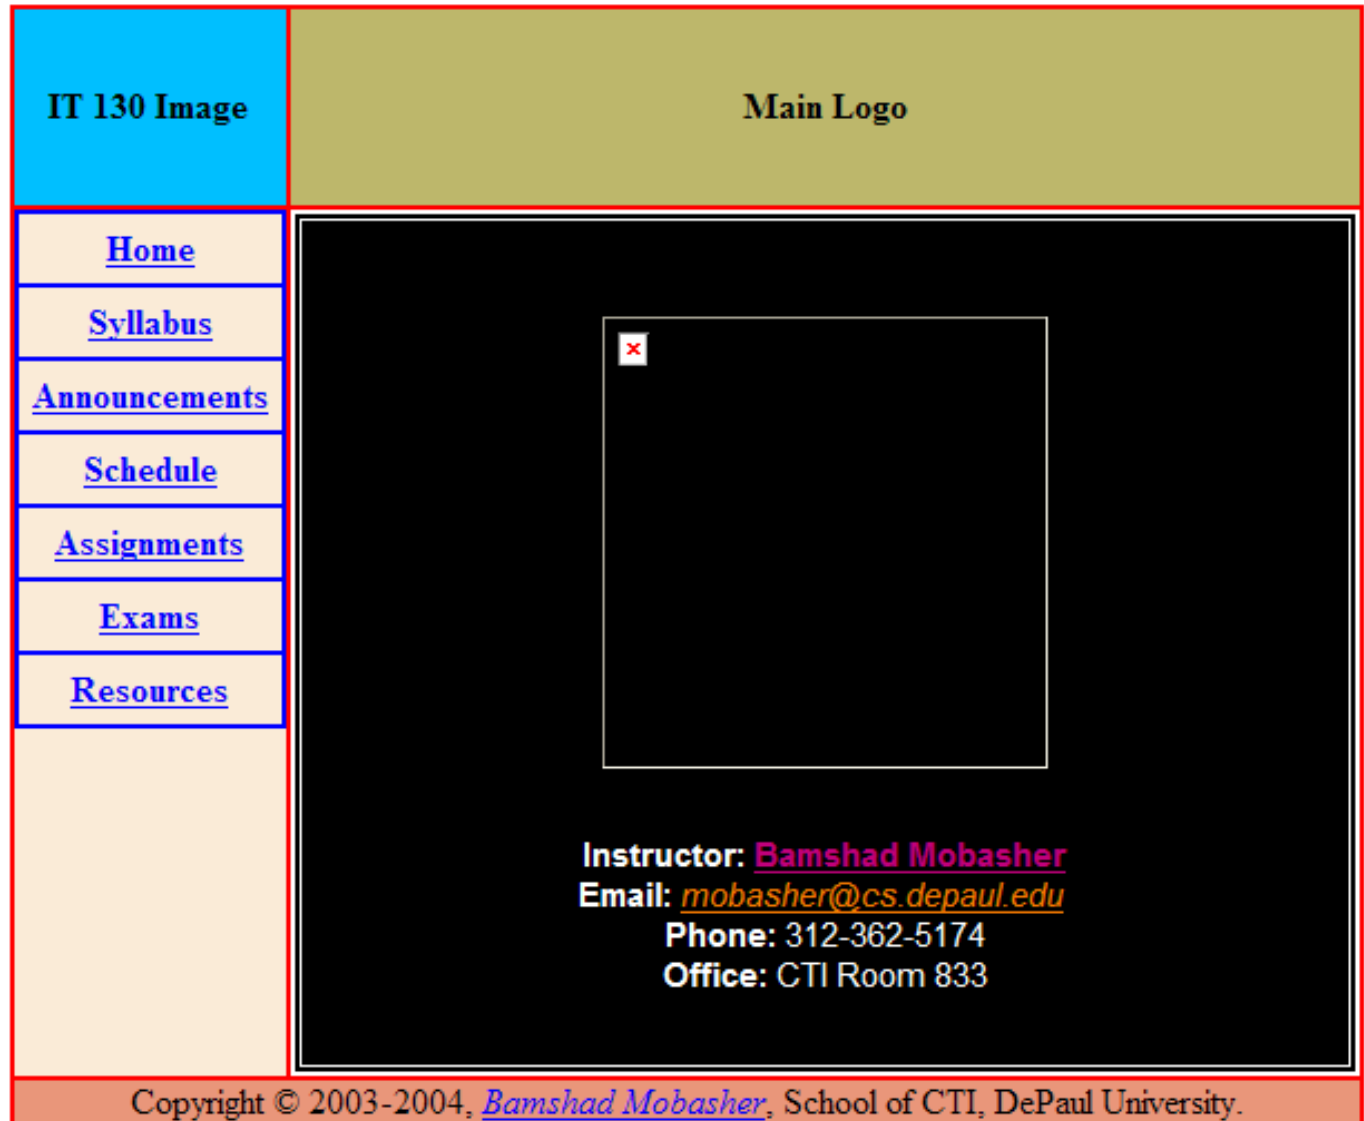 IT 130 Image
Main Logo
Home
Syllabus
Announcements
Schedule
Assignments
Exams
Resources
Instructor: Bamshad Mobasher
Email: mobasher@cs.depaul.edu
Phone: 312-362-5174
Office: CTI Room 833
Copyright © 2003-2004, Bamshad Mobasher, School of CTI, DePaul University.